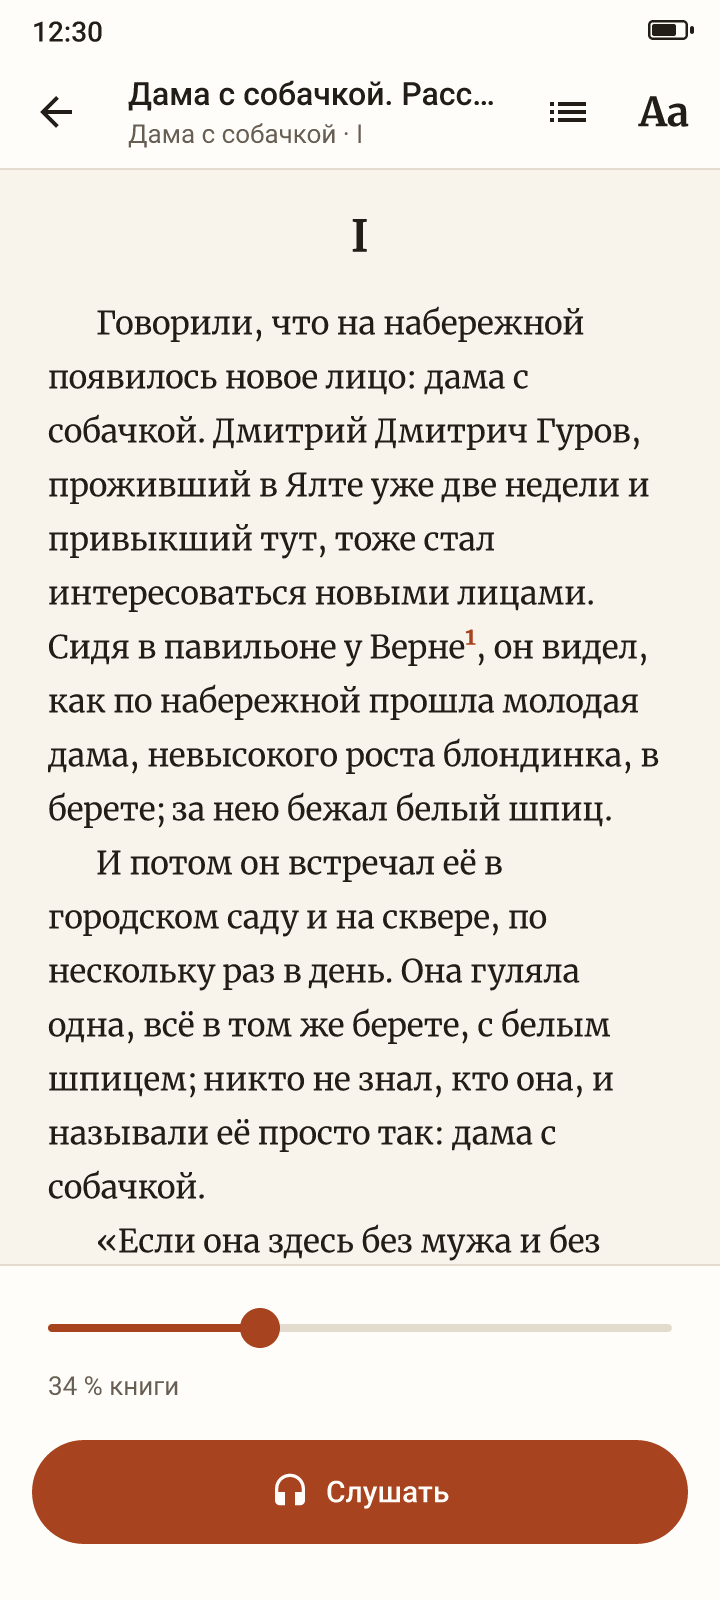 12:30
Дама с собачкой. Расс...
Дама с собачкой · I
Aa
I
Говорили, что на набережной
появилось новое лицо: дама с
собачкой. Дмитрий Дмитрич Гуров,
проживший в Ялте уже две недели и
привыкший тут, тоже стал
интересоваться новыми лицами.
Сидя в павильоне у Верне¹, он видел,
как по набережной прошла молодая
дама, невысокого роста блондинка, в
берете; за нею бежал белый шпиц.
И потом он встречал её в
городском саду и на сквере, по
нескольку раз в день. Она гуляла
одна, всё в том же берете, с белым
шпицем; никто не знал, кто она, и
называли её просто так: дама с
собачкой.
«Если она здесь без мужа и без
34 % книги
Слушать